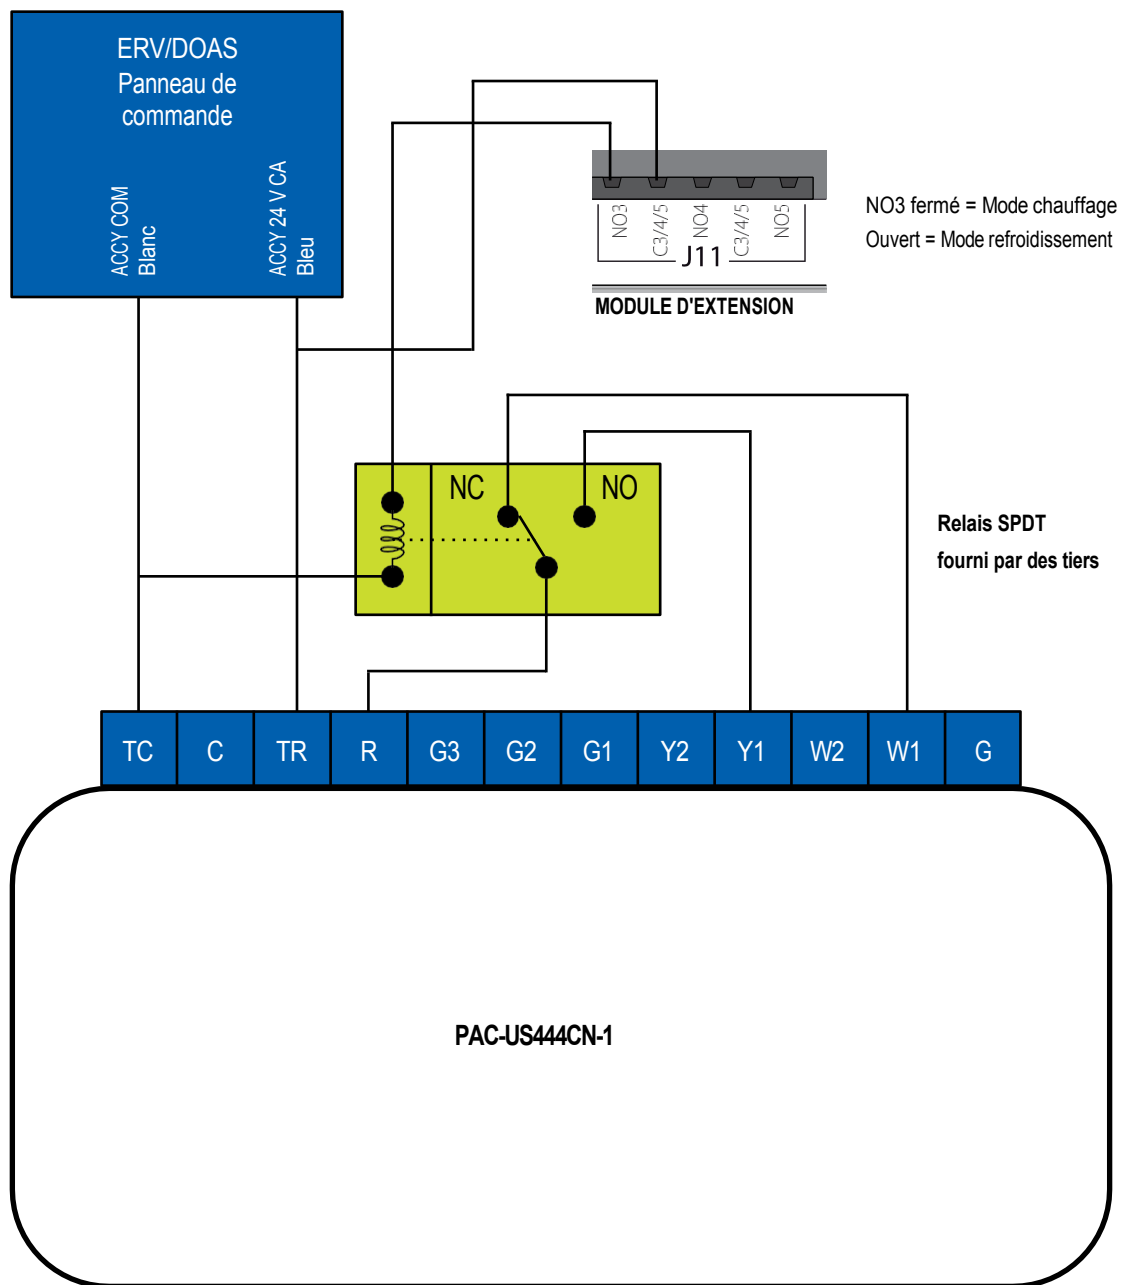 ERV/DOAS
Panneau de
commande
ACCY COM
Blanc
ACCY 24 V CA
Bleu
NO3
C3/4/5
NO4
C3/4/5
NO5
J11
MODULE D'EXTENSION
NO3 fermé = Mode chauffage
Ouvert = Mode refroidissement
NC
NO
Relais SPDT
fourni par des tiers
TC
C
TR
R
G3
G2
G1
Y2
Y1
W2
W1
G
PAC-US444CN-1